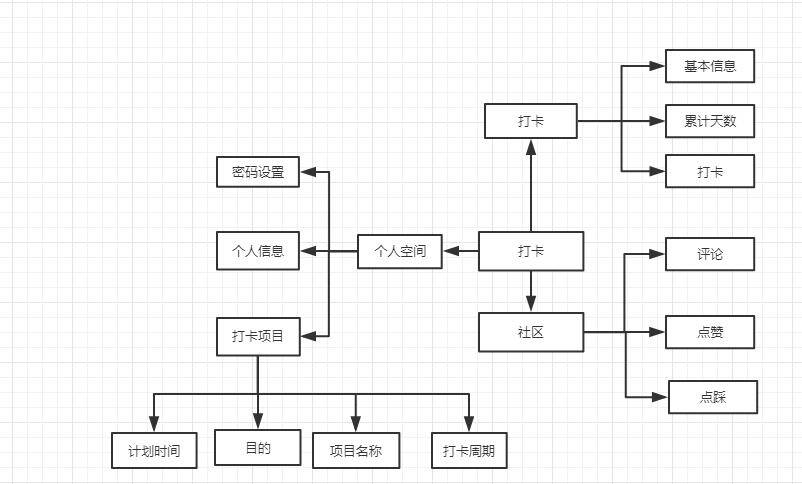 基本信息
打卡
累计天数
密码设置
打卡
个人信息
个人空间
打卡
评论
打卡项目
社区
点赞
点踩
计划时间
目的
项目名称
打卡周期